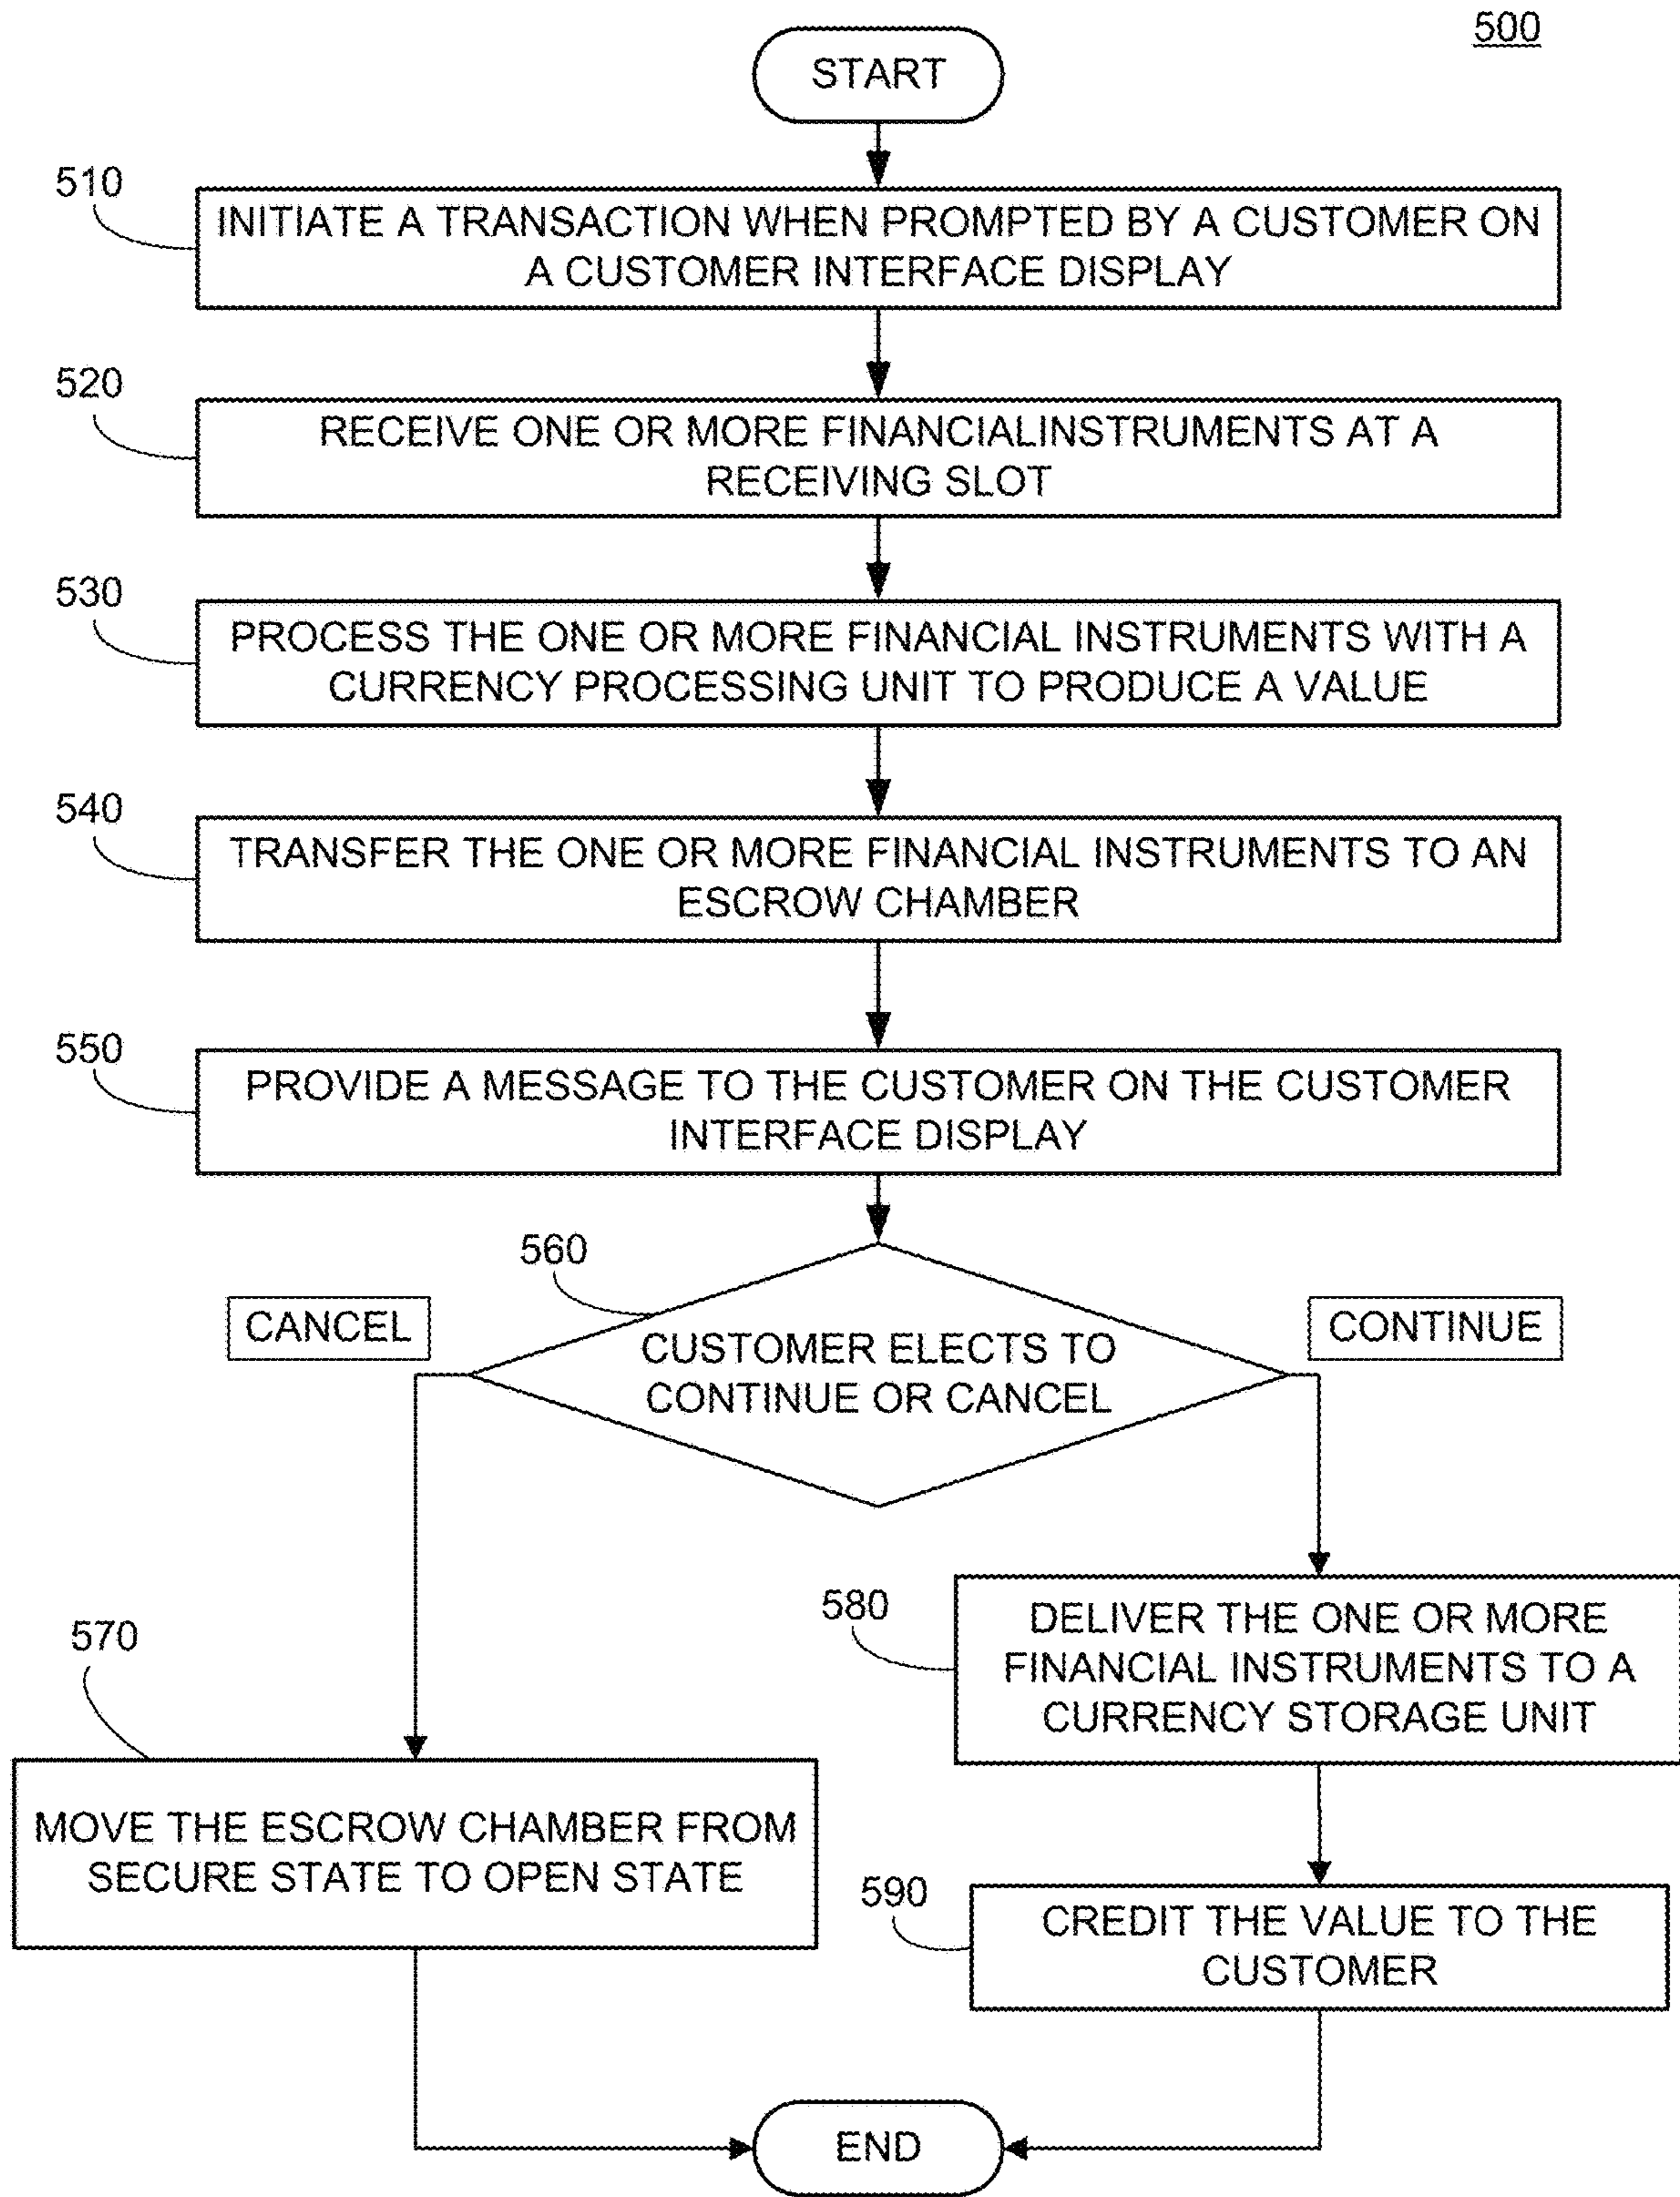 500
START
510
INITIATE A TRANSACTION WHEN PROMPTED BY A CUSTOMER ON
A CUSTOMER INTERFACE DISPLAY
520
RECEIVE ONE OR MORE FINANCIALINSTRUMENTS AT A
RECEIVING SLOT
530
PROCESS THE ONE OR MORE FINANCIAL INSTRUMENTS WITH A
CURRENCY PROCESSING UNIT TO PRODUCE A VALUE
540
TRANSFER THE ONE OR MORE FINANCIAL INSTRUMENTS TO AN
ESCROW CHAMBER
550
PROVIDE A MESSAGE TO THE CUSTOMER ON THE CUSTOMER
INTERFACE DISPLAY
560
CANCEL
CONTINUE
CUSTOMER ELECTS TO
CONTINUE OR CANCEL
570
MOVE THE ESCROW CHAMBER FROM
SECURE STATE TO OPEN STATE
580
DELIVER THE ONE OR MORE
FINANCIAL INSTRUMENTS TO A
CURRENCY STORAGE UNIT
590
CREDIT THE VALUE TO THE
CUSTOMER
END